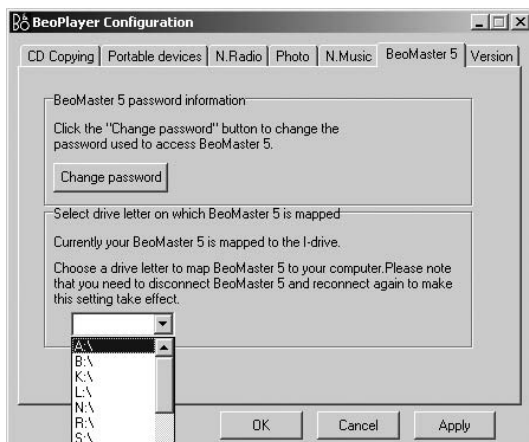 BeoPlayer Configuration
CD Copying Portable devices N.Radio Photo N.Music BeoMaster 5 Version
BeoMaster 5 password information
Click the "Change password" button to change the
password used to access BeoMaster 5.
Change password
Select drive letter on which BeoMaster 5 is mapped
Currently your BeoMaster 5 is mapped to the I-drive.
Choose a drive letter to map BeoMaster 5 to your computer.Please note
that you need to disconnect BeoMaster 5 and reconnect again to make
this setting take effect.
A:\
B:\
K:\
L:\
N:\
R:\
S:\
OK Cancel Apply